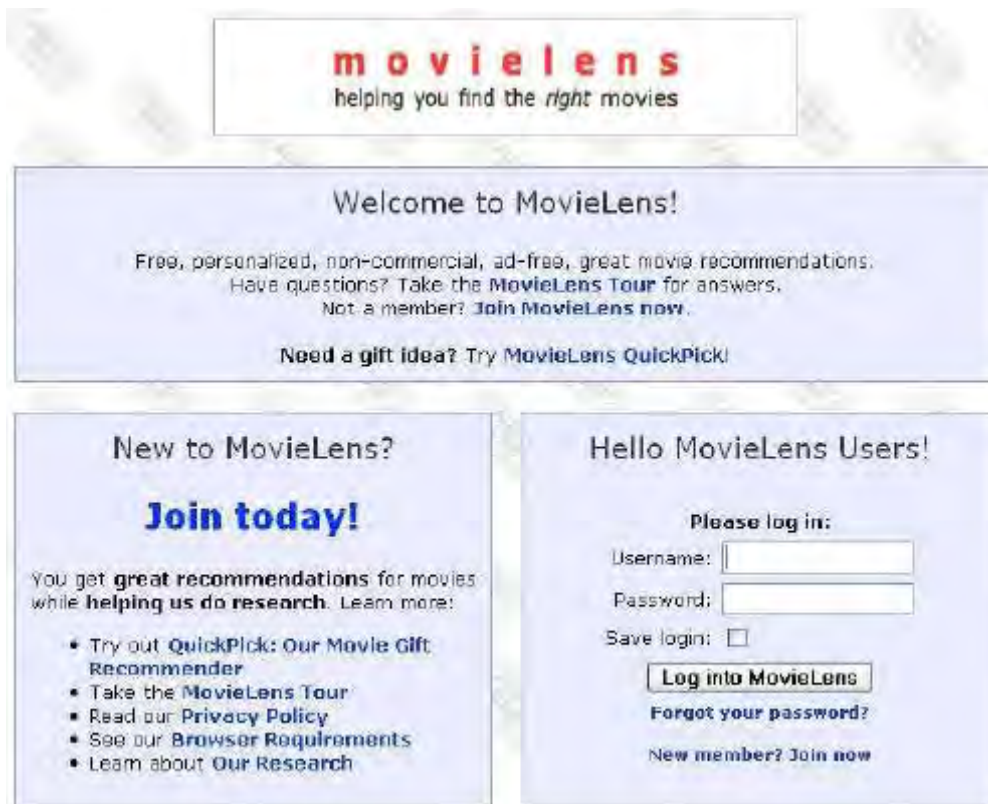 movielens
helping you find the right movies
Welcome to MovieLens!
Free, personalized, non-commercial, ad-free, great movie recommendations.
Have questions? Take the MovieLens Tour for answers.
Not a member? Join MovieLens now.
Need a gift idea? Try MovieLens QuickPick!
New to MovieLens?
Join today!
You get great recommendations for movies
while helping us do research. Learn more:
• Try out QuickPick: Our Movie Gift
Recommender
• Take the MovieLens Tour
• Read our Privacy Policy
• See our Browser Requirements
• Learn about Our Research
Hello MovieLens Users!
Please log in:
Username:
Password:
Save login:
Log into MovieLens
Forgot your password?
New member? Join now